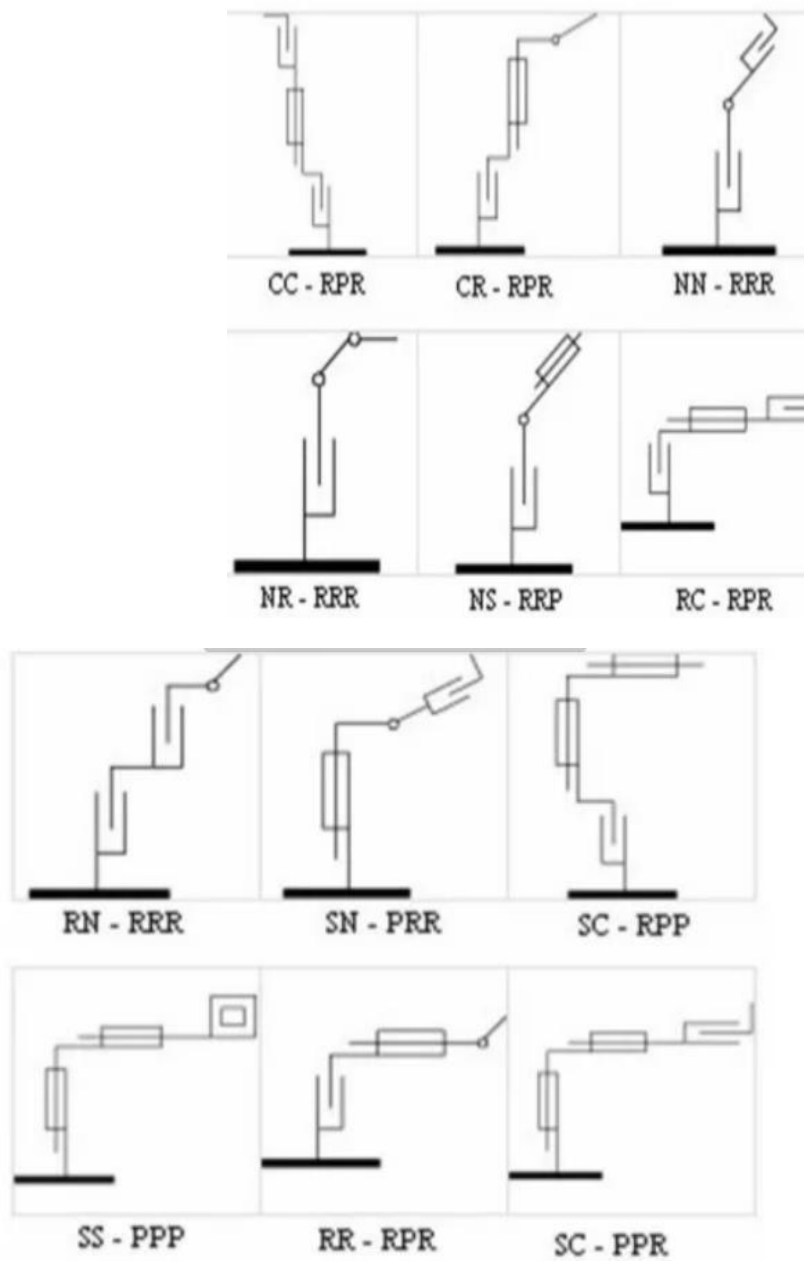 CC - RPR
CR - RPR
NN - RRR
NR - RRR
NS - RRP
RC - RPR
RN - RRR
SN - PRR
SC - RPP
SS - PPP
RR - RPR
SC - PPR